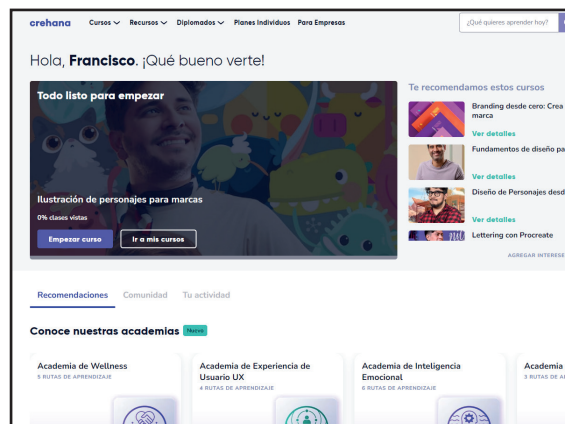 crehana Cursos Recursos Diplomados Planes Individuos Para Empresas ¿Qué quieres aprender hoy?
Hola, Francisco. ¡Qué bueno verte!
Todo listo para empezar
Ilustración de personajes para marcas
0% clases vistas
Empezar curso Ir a mis cursos
Te recomendamos estos cursos
Branding desde cero: Crea
marca
Ver detalles
Fundamentos de diseño pa
Ver detalles
Diseño de Personajes desd
Ver detalles
Lettering con Procreate
AGREGAR INTERESE
Recomendaciones Comunidad Tu actividad
Conoce nuestras academias Nuevo
Academia de Wellness
5 RUTAS DE APRENDIZAJE
Academia de Experiencia de
Usuario UX
4 RUTAS DE APRENDIZAJE
Academia de Inteligencia
Emocional
6 RUTAS DE APRENDIZAJE
Academia
3 RUTAS DE A